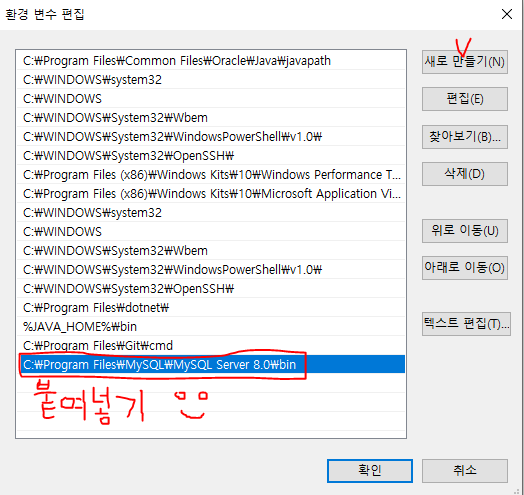 환경 변수 편집
C:₩Program Files₩Common Files₩Oracle₩Java₩javapath
C:₩WINDOWS₩system32
C:₩WINDOWS
C:₩WINDOWS₩System32₩Wbem
C:₩WINDOWS₩System32₩WindowsPowerShell₩v1.0₩
C:₩WINDOWS₩System32₩OpenSSH₩
C:₩Program Files (x86)₩Windows Kits₩10₩Windows Performance T...
C:₩Program Files (x86)₩Windows Kits₩10₩Microsoft Application Vi...
C:₩WINDOWS₩system32
C:₩WINDOWS
C:₩WINDOWS₩System32₩Wbem
C:₩WINDOWS₩System32₩WindowsPowerShell₩v1.0₩
C:₩WINDOWS₩System32₩OpenSSH₩
C:₩Program Files₩dotnet₩
%JAVA_HOME%₩bin
C:₩Program Files₩Git₩cmd
C:₩Program Files₩MySQL₩MySQL Server 8.0₩bin
붙여넣기
새로 만들기(N)
편집(E)
찾아보기(B)...
삭제(D)
위로 이동(U)
아래로 이동(O)
텍스트 편집(T)...
확인
취소